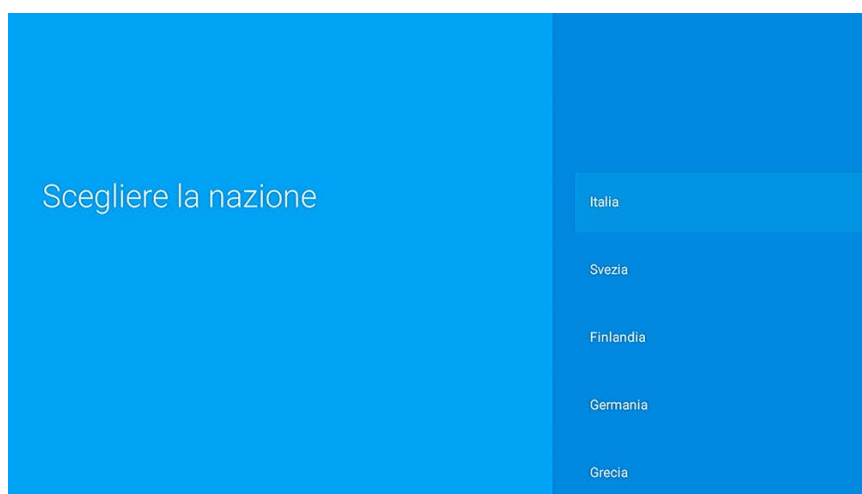 Scegliere la nazione
Italia
Svezia
Finlandia
Germania
Grecia